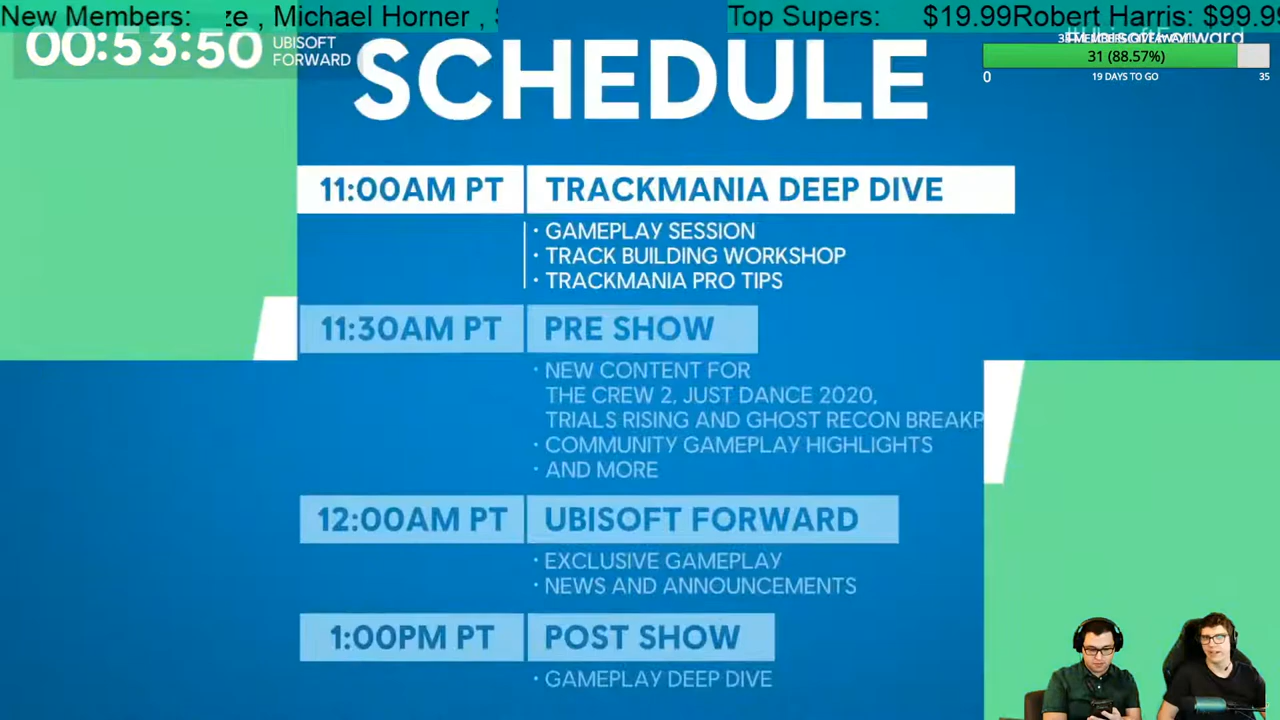 New Members: ze , Michael Horner , Top Supers: $19.99Robert Harris: $99.99
00:53:50 UBISOFT
FORWARD
SCHEDULE
31 (88.57%)
0 19 DAYS TO GO 35
11:00AM PT TRACKMANIA DEEP DIVE
· GAMEPLAY SESSION
· TRACK BUILDING WORKSHOP
· TRACKMANIA PRO TIPS
11:30AM PT PRE SHOW
· NEW CONTENT FOR
THE CREW 2, JUST DANCE 2020,
TRIALS RISING AND GHOST RECON BREAKP
· COMMUNITY GAMEPLAY HIGHLIGHTS
· AND MORE
12:00AM PT UBISOFT FORWARD
· EXCLUSIVE GAMEPLAY
· NEWS AND ANNOUNCEMENTS
1:00PM PT POST SHOW
· GAMEPLAY DEEP DIVE